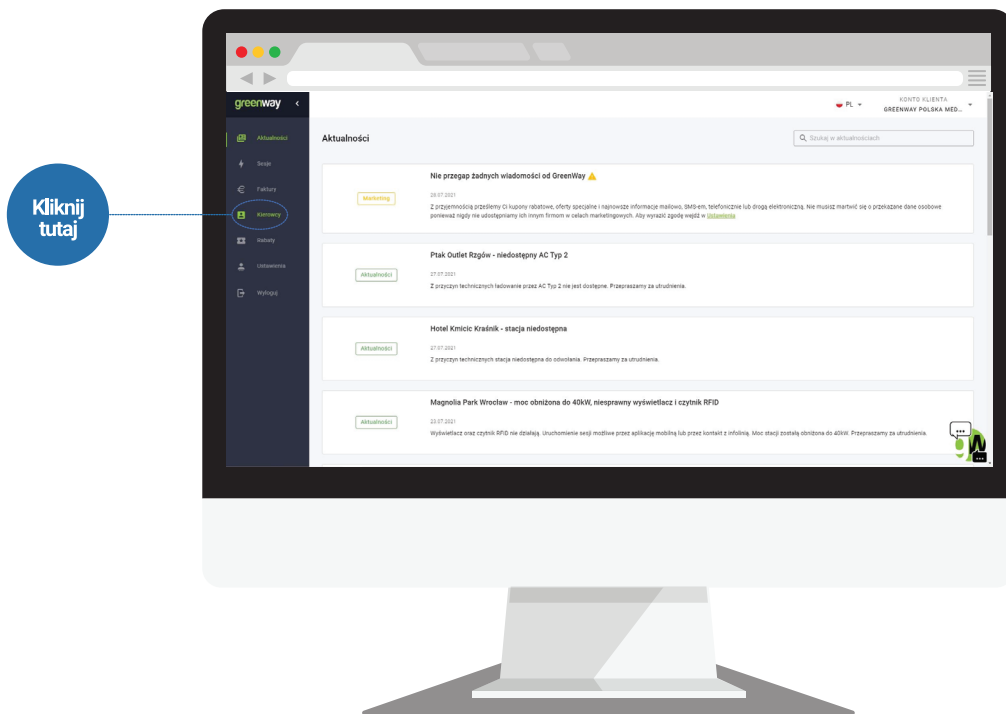 Kliknij
tutaj
greenway
PL
KONTO KLIENTA
GREENWAY POLSKA MED...
Aktualności
Sesje
Faktury
Kierowcy
Rabaty
Ustawienia
Wyloguj
Aktualności
Szukaj w aktualnościach
Nie przegap żadnych wiadomości od GreenWay
Marketing
28.07.2021
Z przyjemnością prześlemy Ci kupony rabatowe, oferty specjalne i najnowsze informacje mailowo, SMS-em, telefonicznie lub drogą elektroniczną. Nie musisz martwić się o przekazane dane osobowe
ponieważ nigdy nie udostępniamy ich innym firmom w celach marketingowych. Aby wyrazić zgodę wejdź w Ustawienia
Ptak Outlet Rzgów - niedostępny AC Typ 2
Aktualności
27.07.2021
Z przyczyn technicznych ładowanie przez AC Typ 2 nie jest dostępne. Przepraszamy za utrudnienia.
Hotel Kmicic Kraśnik - stacja niedostępna
Aktualności
27.07.2021
Z przyczyn technicznych stacja niedostępna do odwołania. Przepraszamy za utrudnienia.
Magnolia Park Wrocław - moc obniżona do 40kW, niesprawny wyświetlacz i czytnik RFID
Aktualności
23.07.2021
Wyświetlacz oraz czytnik RFID nie działają. Uruchomienie sesji możliwe przez aplikację mobilną lub przez kontakt z infolinią. Moc stacji została obniżona do 40kW. Przepraszamy za utrudnienia.